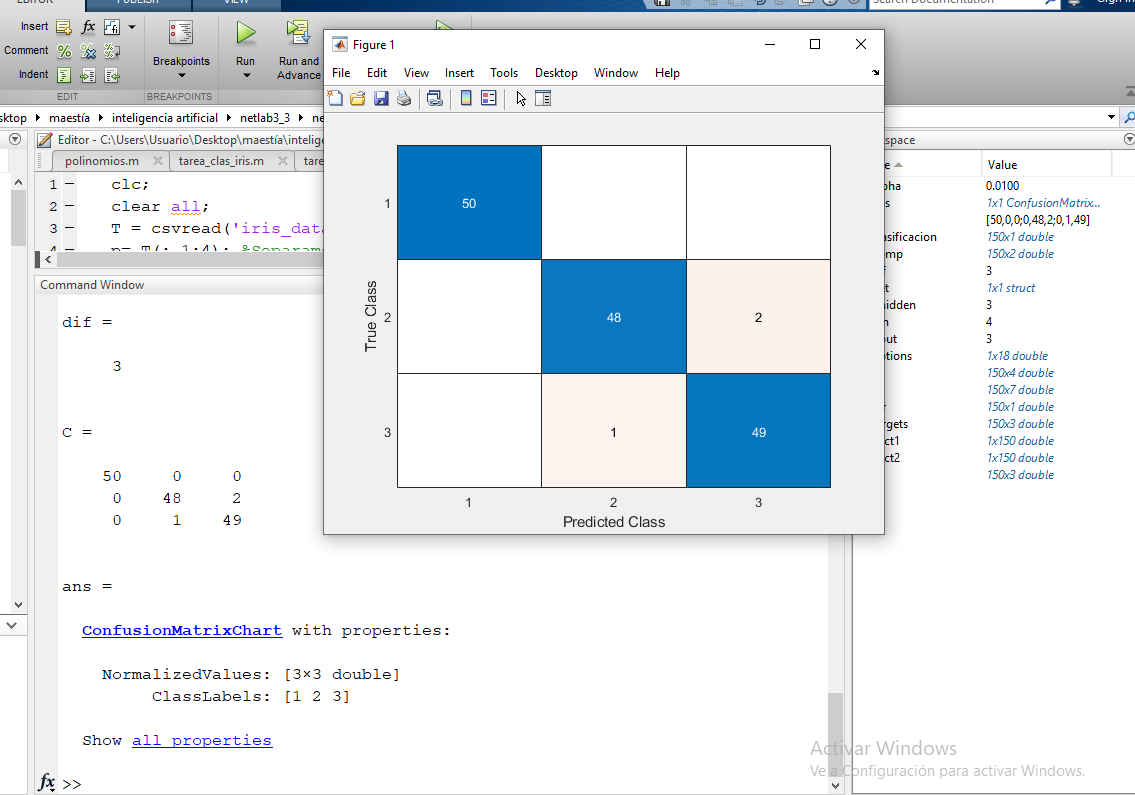 EDITOR PUBLISH VIEW
Search Documentation
Sign In
Insert fx fi
Comment % %
Indent
Breakpoints
Run
Run and
Advance
EDIT
BREAKPOINTS
sktop maestía inteligencia artificial netlab3_3 ne
Editor - C:\Users\Usuario\Desktop\maestía\intelig
polinomios.m tarea_clas_iris.m tare
1 clc;
2 clear all;
3 T = csvread('iris_data
4
Command Window
dif =
3
C =
50 0 0
0 48 2
0 1 49
ans =
ConfusionMatrixChart with properties:
NormalizedValues: [3×3 double]
ClassLabels: [1 2 3]
Show all properties
fx >>
Figure 1
File Edit View Insert Tools Desktop Window Help
True Class
1 50
2 48 2
3 1 49
1 2 3
Predicted Class
space
e Value
pha 0.0100
s 1x1 ConfusionMatrix...
[50,0,0;0,48,2;0,1,49]
asificacion 150x1 double
mp 150x2 double
f 3
t 1x1 struct
idden 3
n 4
ut 3
tions 1x18 double
150x4 double
150x7 double
r 150x1 double
rgets 150x3 double
ct1 1x150 double
ct2 1x150 double
150x3 double
Activar Windows
Ve a Configuración para activar Windows.